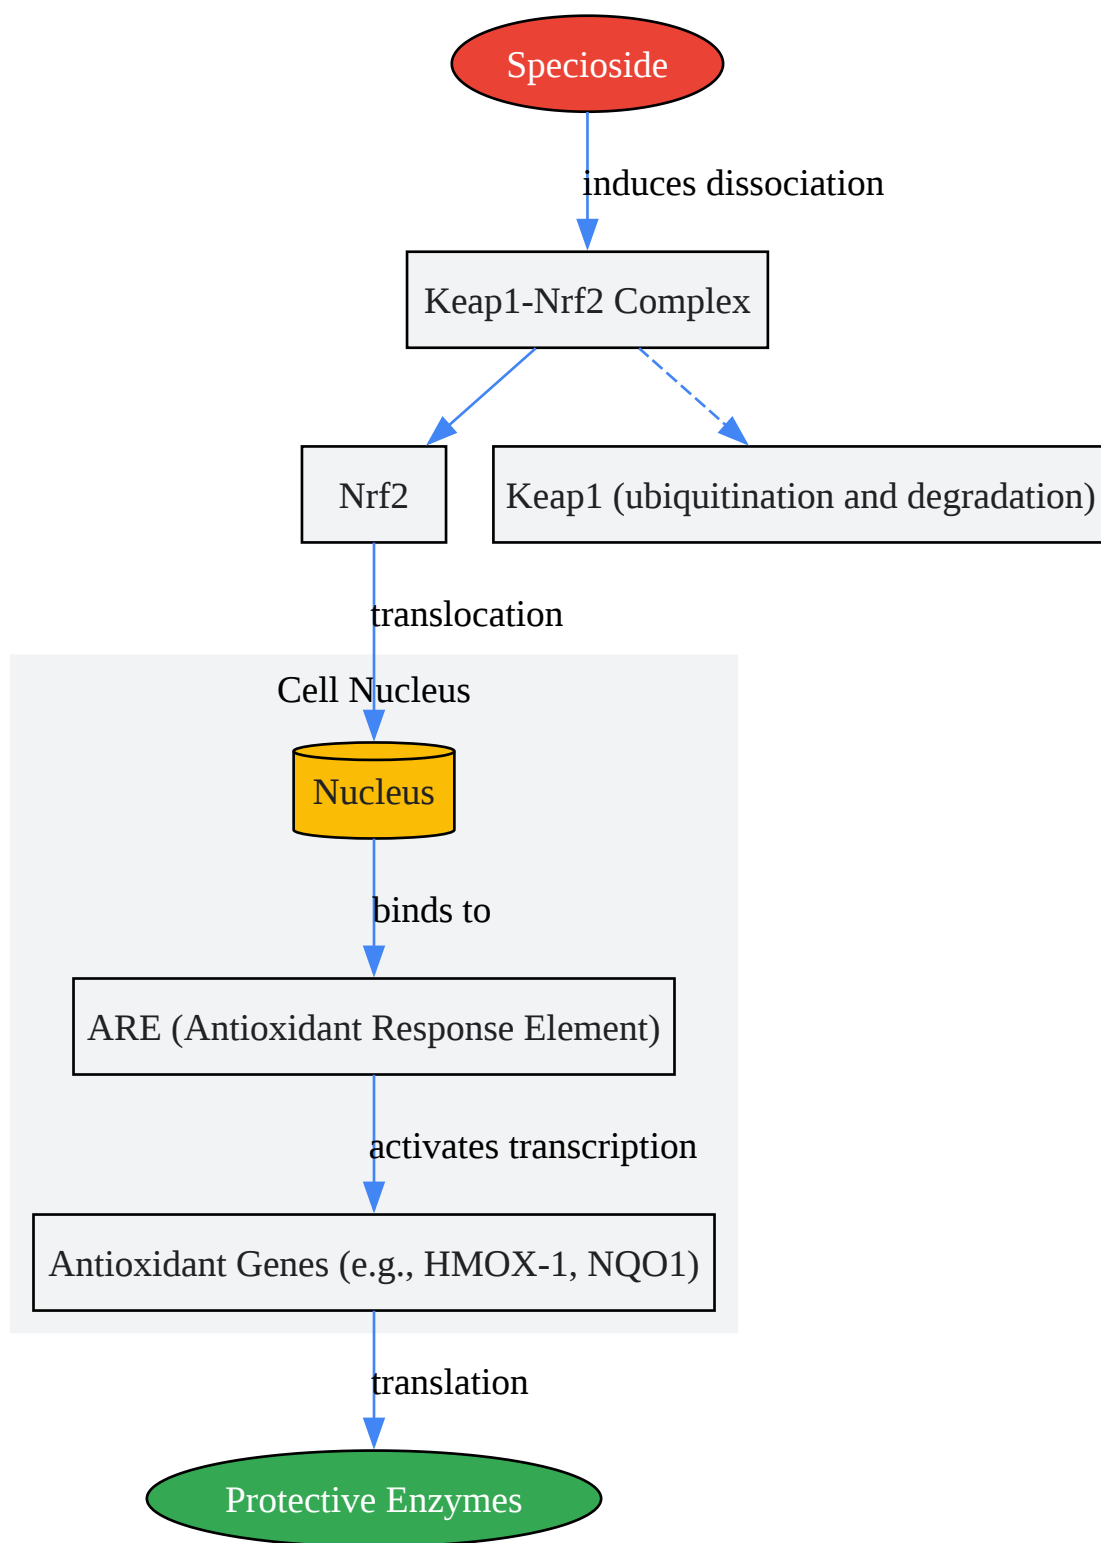 Specioside
induces dissociation
Keap1-Nrf2 Complex
Nrf2
Keap1 (ubiquitination and degradation)
translocation
Cell Nucleus
Nucleus
binds to
ARE (Antioxidant Response Element)
activates transcription
Antioxidant Genes (e.g., HMOX-1, NQO1)
translation
Protective Enzymes